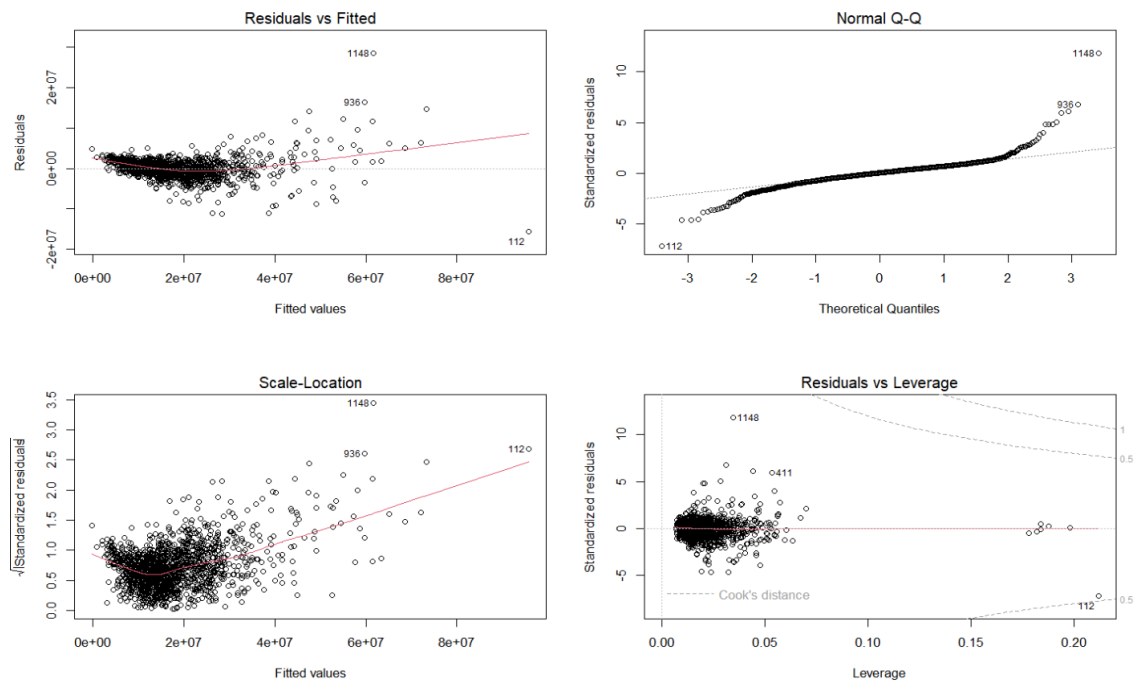 Residuals vs Fitted
Residuals
2e+07
0e+00
-2e+07
1148
936
112
0e+00 2e+07 4e+07 6e+07 8e+07
Fitted values
Normal Q-Q
Standardized residuals
10
5
0
-5
1148
936
112
-3 -2 -1 0 1 2 3
Theoretical Quantiles
Scale-Location
√|Standardized residuals|
3.5
3.0
2.5
2.0
1.5
1.0
0.5
0.0
1148
936
112
0e+00 2e+07 4e+07 6e+07 8e+07
Fitted values
Residuals vs Leverage
Standardized residuals
10
5
0
-5
1148
411
112
1
0.5
0.5
Cook's distance
0.00 0.05 0.10 0.15 0.20
Leverage